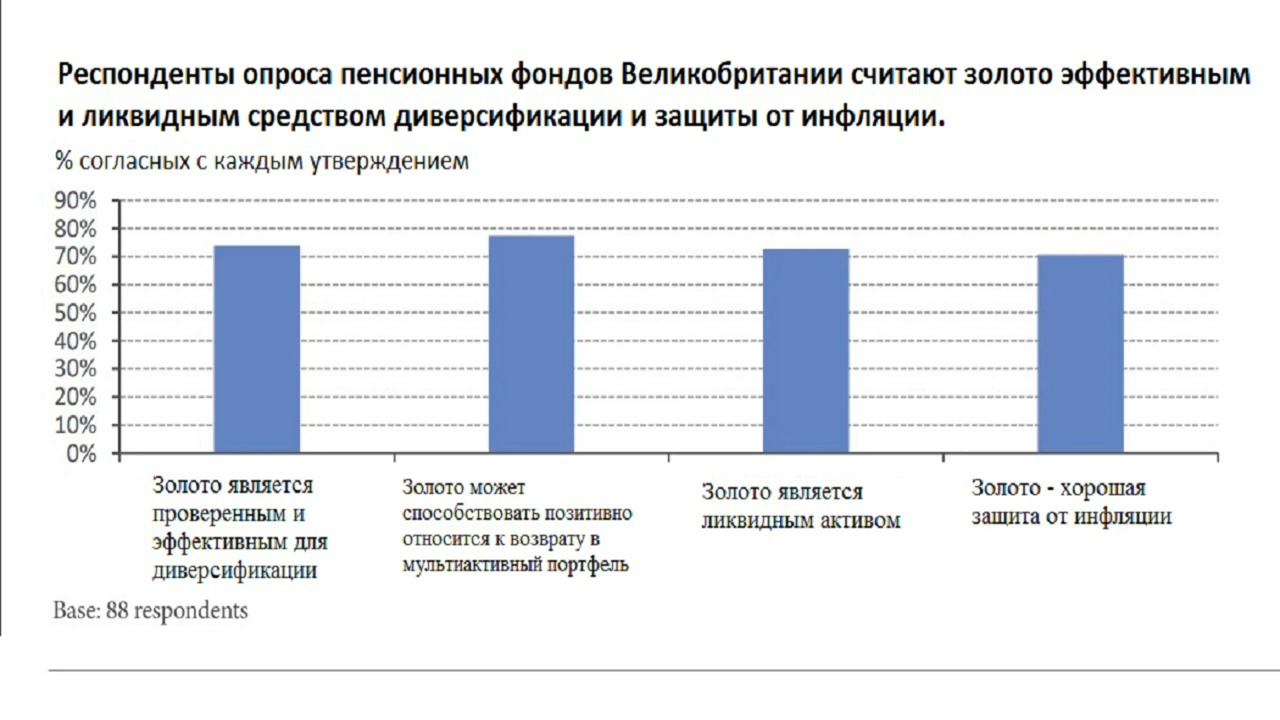 Респонденты опроса пенсионных фондов Великобритании считают золото эффективным
и ликвидным средством диверсификации и защиты от инфляции.
% согласных с каждым утверждением
90%
80%
70%
60%
50%
40%
30%
20%
10%
0%
Золото является
проверенным и
эффективным для
диверсификации
Золото может
способствовать позитивно
относится к возврату в
мультиактивный портфель
Золото является
ликвидным активом
Золото - хорошая
защита от инфляции
Base: 88 respondents